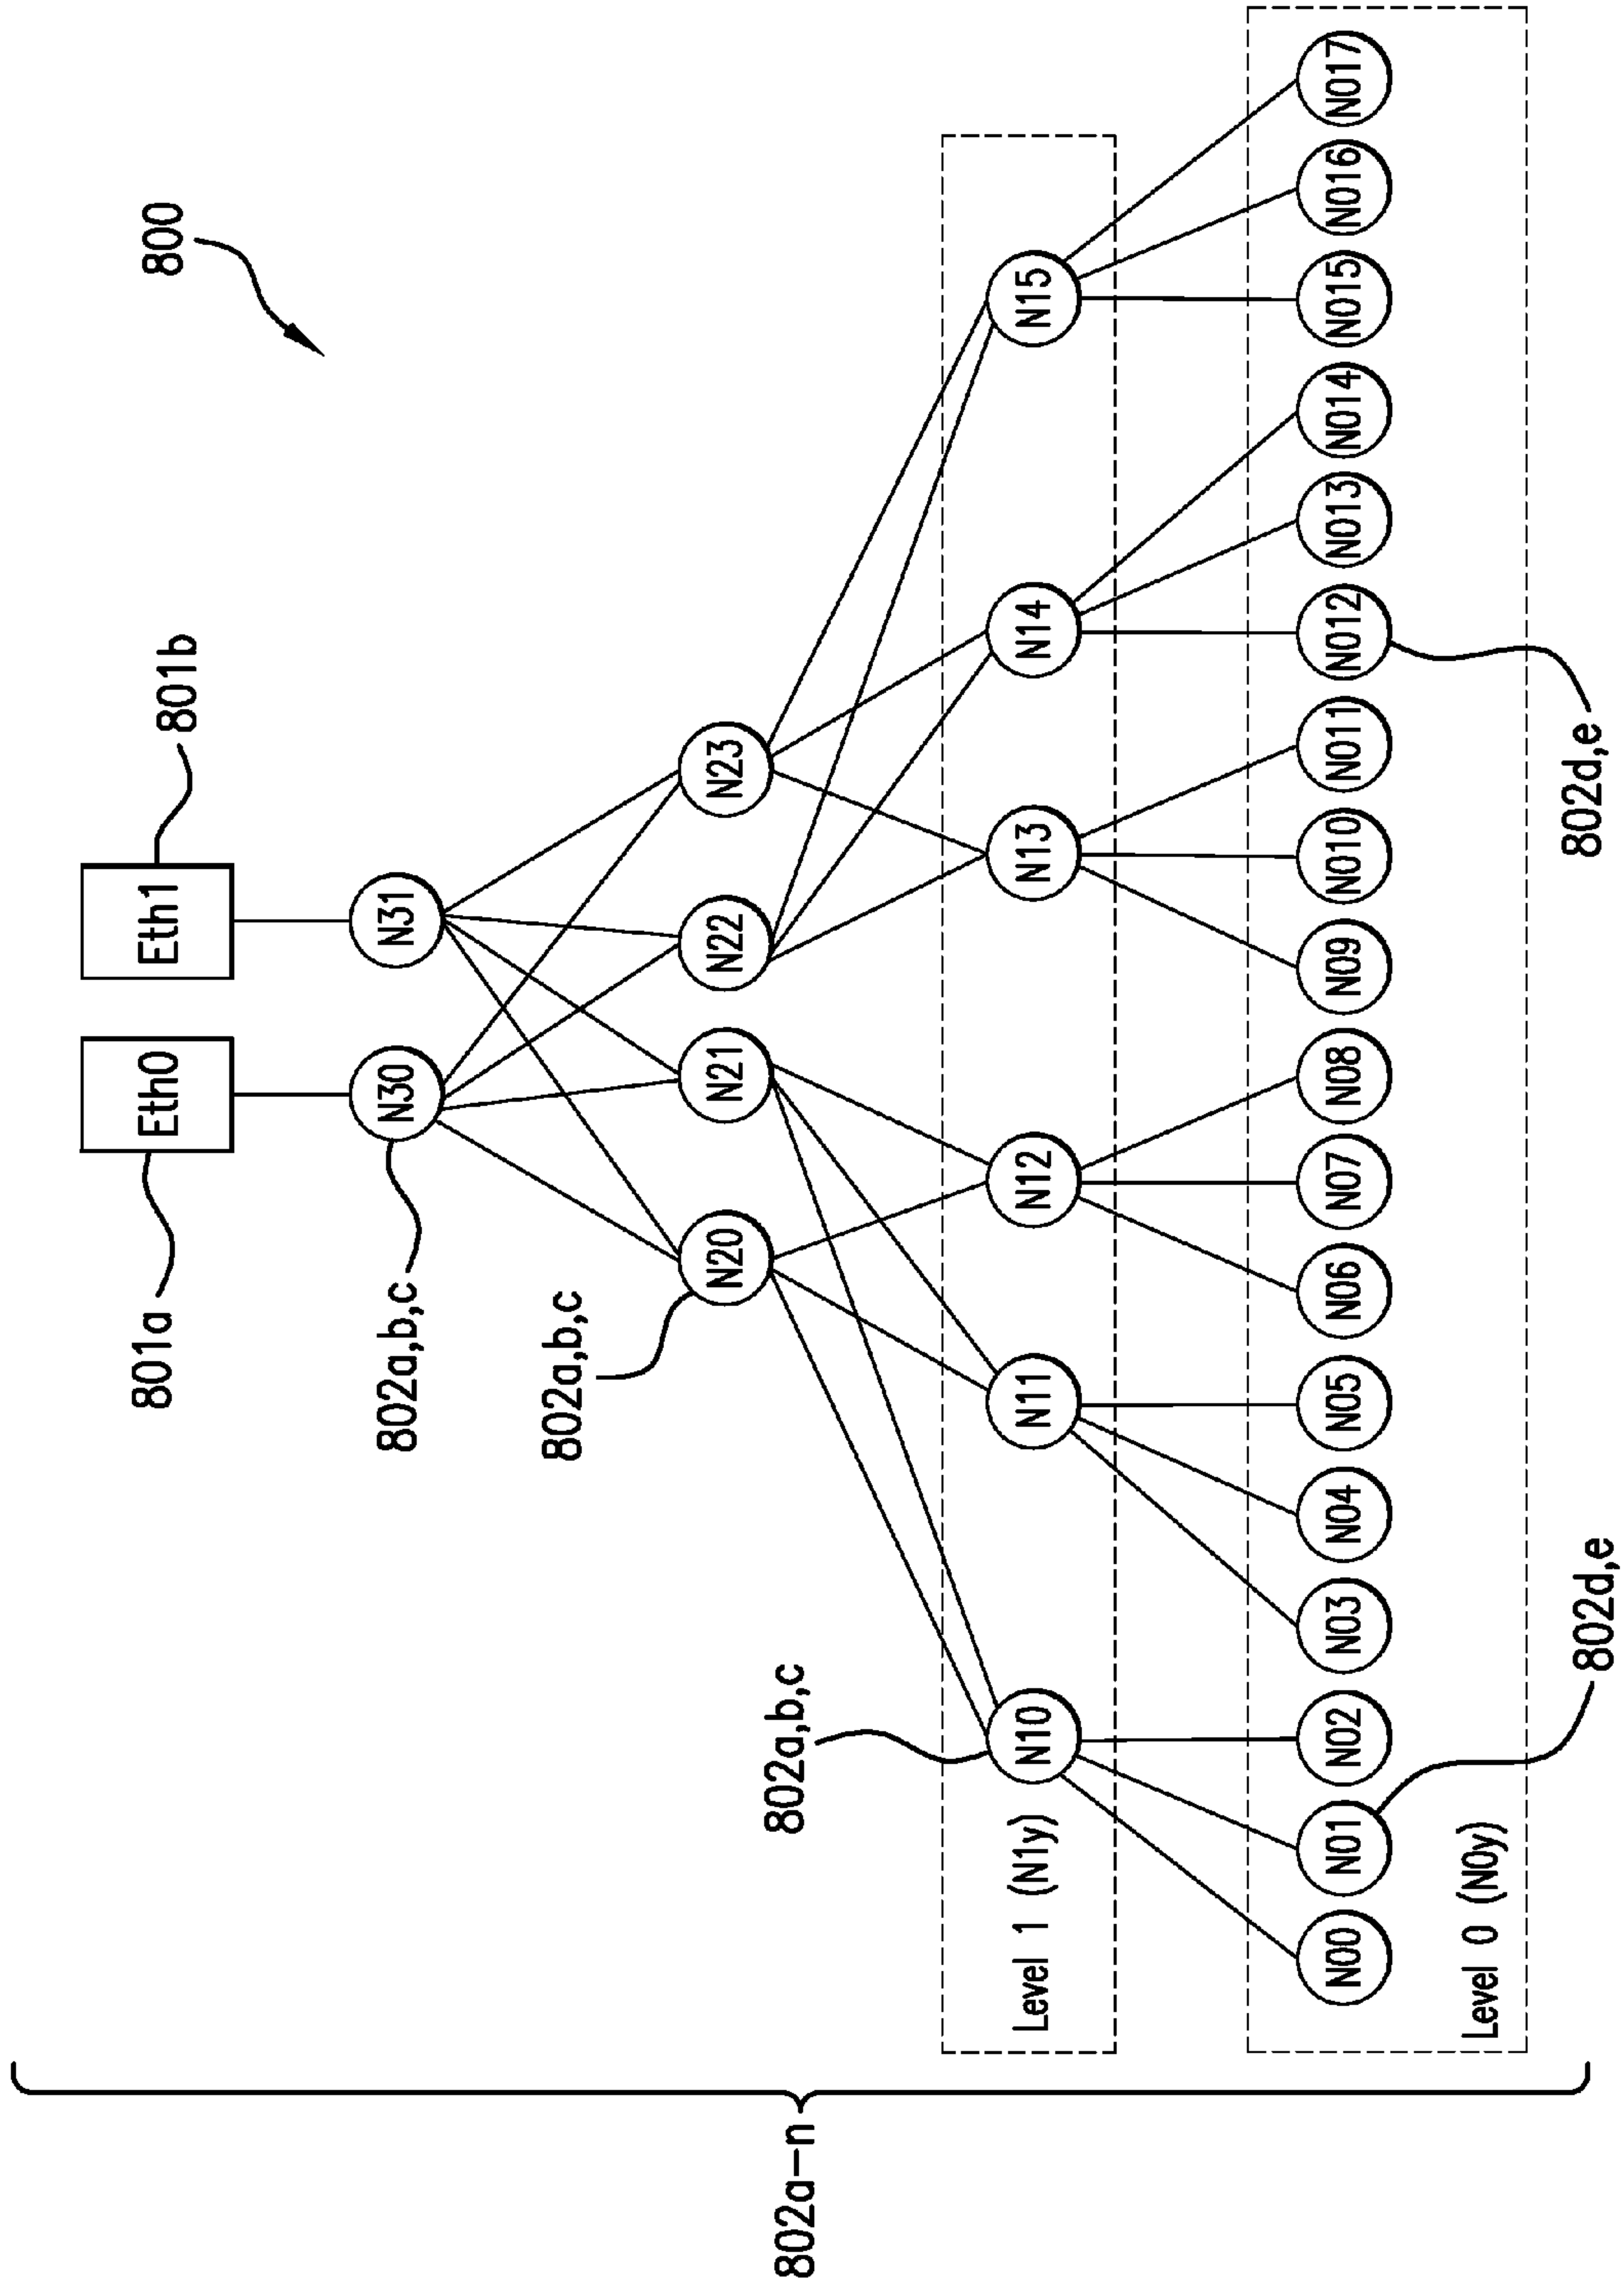 800
Eth0
Eth1
801a
801b
N30
N31
802a,b,c
N20
N21
N22
N23
802a,b,c
N10
N11
N12
N13
N14
N15
802a,b,c
Level 1 (N1y)
N00
N01
N02
N03
N04
N05
N06
N07
N08
N09
N010
N011
N012
N013
N014
N015
N016
N017
Level 0 (N0y)
802d,e
802d,e
802a-n